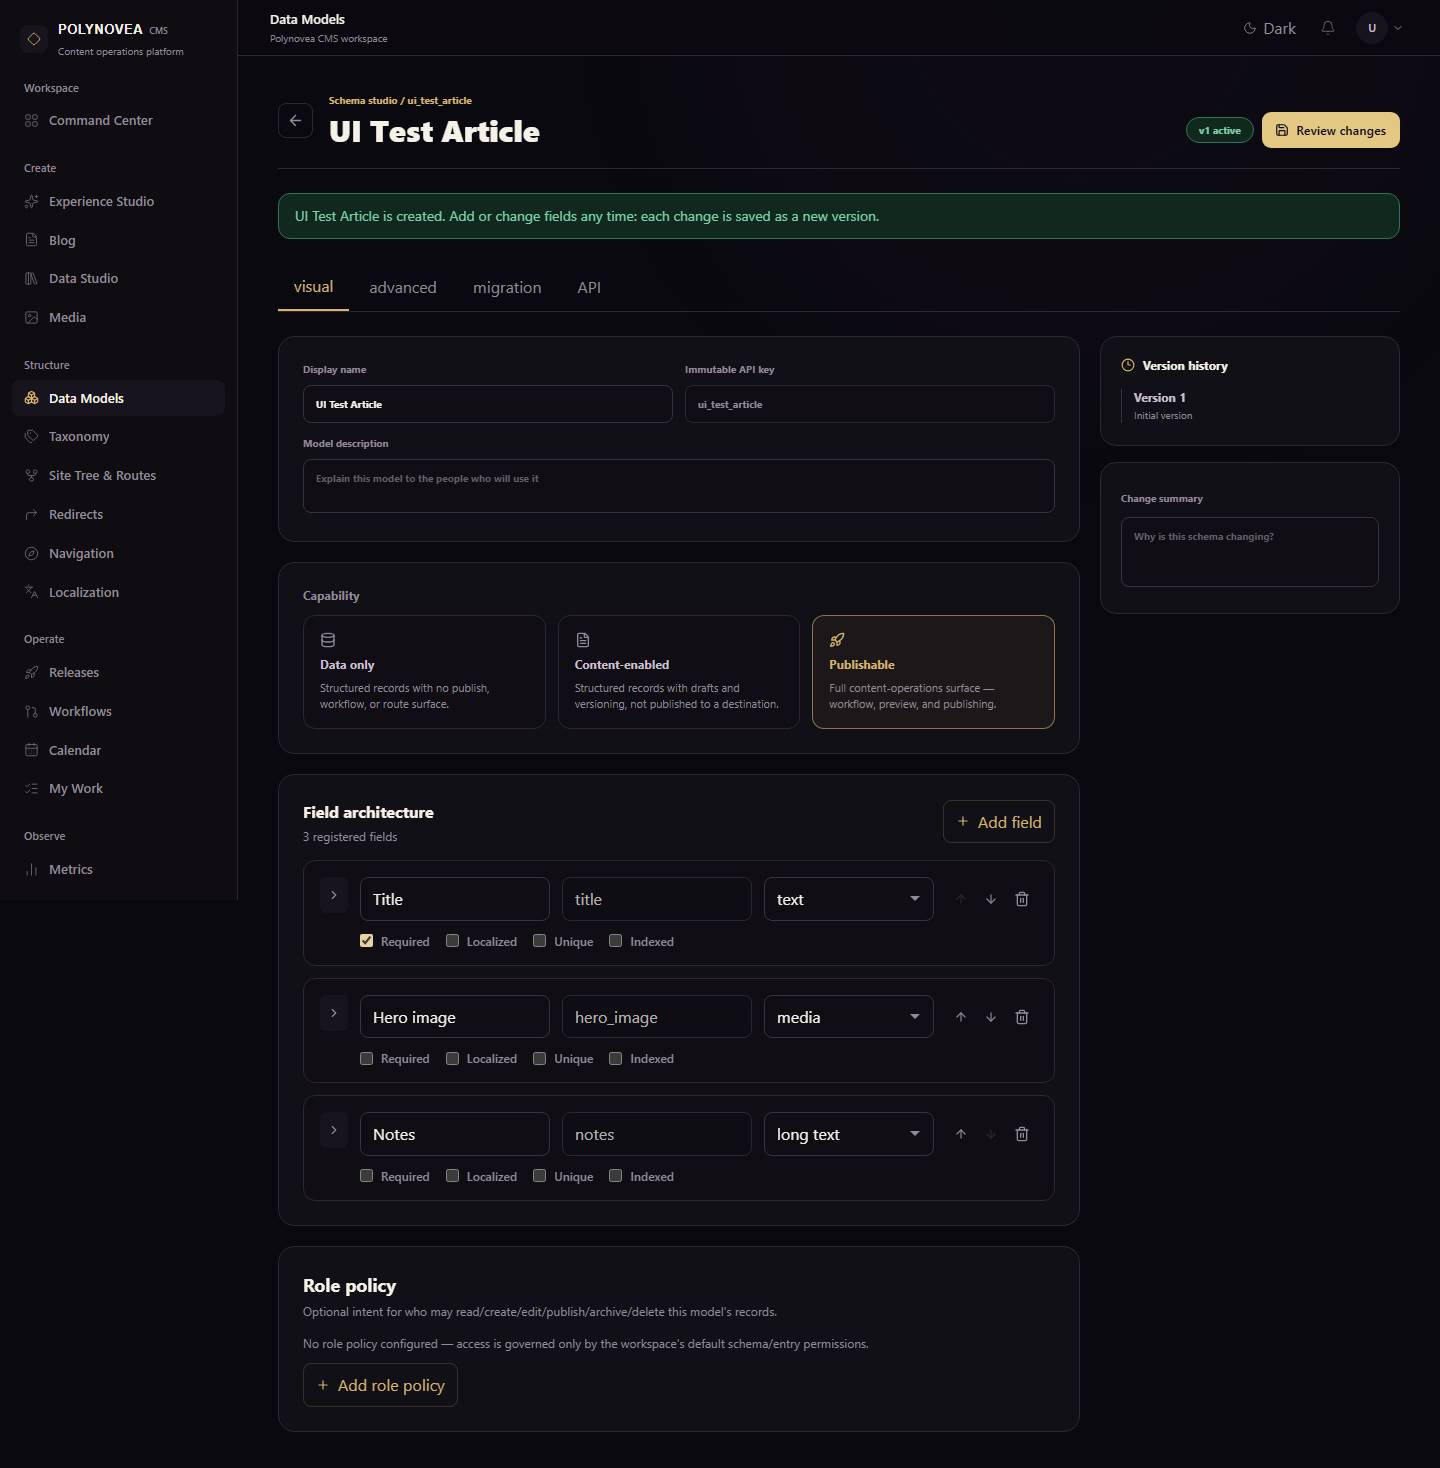 POLYNOVEA CMS
Content operations platform
Workspace
Command Center
Create
Experience Studio
Blog
Data Studio
Media
Structure
Data Models
Taxonomy
Site Tree & Routes
Redirects
Navigation
Localization
Operate
Releases
Workflows
Calendar
My Work
Observe
Metrics
Data Models
Polynovea CMS workspace
Dark
U
Schema studio / ui_test_article
UI Test Article
v1 active
Review changes
UI Test Article is created. Add or change fields any time: each change is saved as a new version.
visual advanced migration API
Display name
UI Test Article
Immutable API key
ui_test_article
Model description
Explain this model to the people who will use it
Capability
Data only
Structured records with no publish,
workflow, or route surface.
Content-enabled
Structured records with drafts and
versioning, not published to a destination.
Publishable
Full content-operations surface —
workflow, preview, and publishing.
Field architecture
3 registered fields
+ Add field
Title title text
Required Localized Unique Indexed
Hero image hero_image media
Required Localized Unique Indexed
Notes notes long text
Required Localized Unique Indexed
Role policy
Optional intent for who may read/create/edit/publish/archive/delete this model's records.
No role policy configured — access is governed only by the workspace's default schema/entry permissions.
+ Add role policy
Version history
Version 1
Initial version
Change summary
Why is this schema changing?